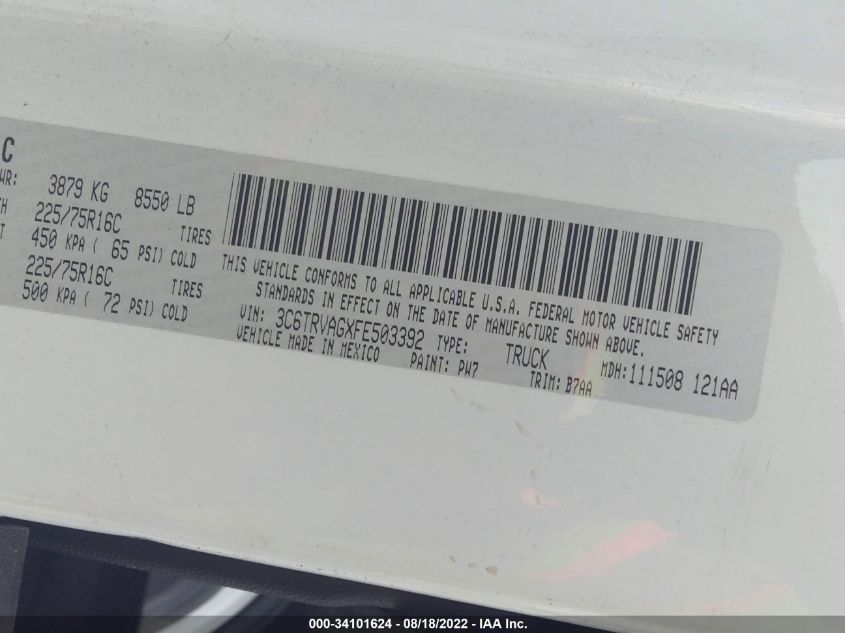 C
WR: 3879 KG 8550 LB
TH 225/75R16C TIRES
T 450 KPA ( 65 PSI) COLD
225/75R16C TIRES
500 KPA ( 72 PSI) COLD
THIS VEHICLE CONFORMS TO ALL APPLICABLE U.S.A. FEDERAL MOTOR VEHICLE SAFETY
STANDARDS IN EFFECT ON THE DATE OF MANUFACTURE SHOWN ABOVE.
VIN: 3C6TRVAGXFE503392 TYPE: TRUCK MDH:111508 121AA
VEHICLE MADE IN MEXICO PAINT: PW7 TRIM: B7AA
000-34101624 - 08/18/2022 - IAA Inc.